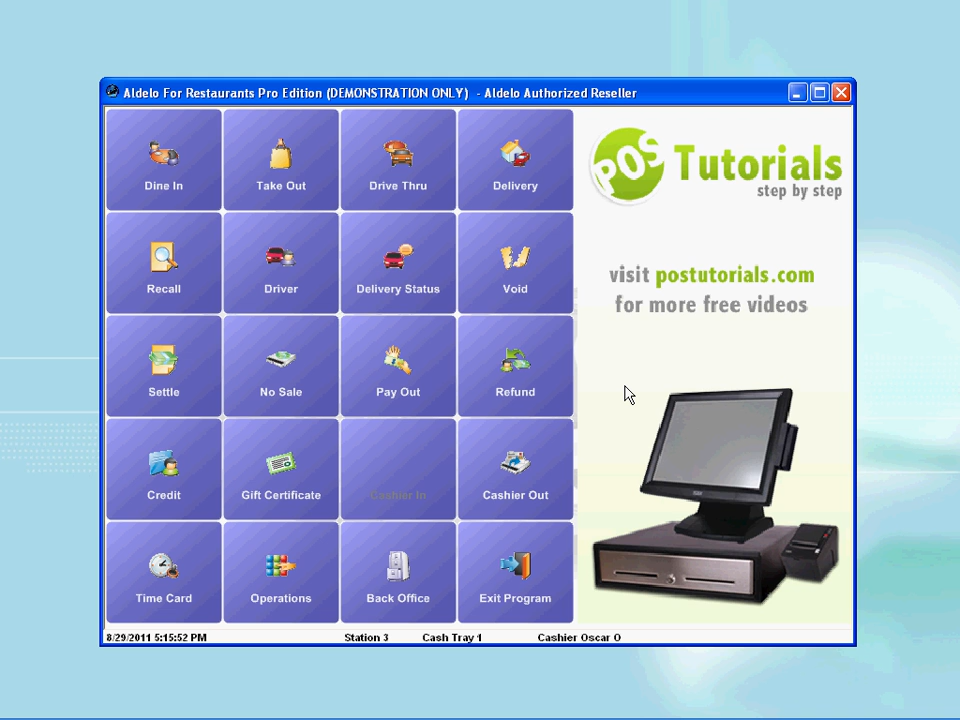 Aldelo For Restaurants Pro Edition (DEMONSTRATION ONLY)  - Aldelo Authorized Reseller
Dine In
Take Out
Drive Thru
Delivery
POS Tutorials
step by step
Recall
Driver
Delivery Status
Void
visit postutorials.com
for more free videos
Settle
No Sale
Pay Out
Refund
Credit
Gift Certificate
Cashier In
Cashier Out
Time Card
Operations
Back Office
Exit Program
8/29/2011 5:15:52 PM
Station 3
Cash Tray 1
Cashier Oscar O